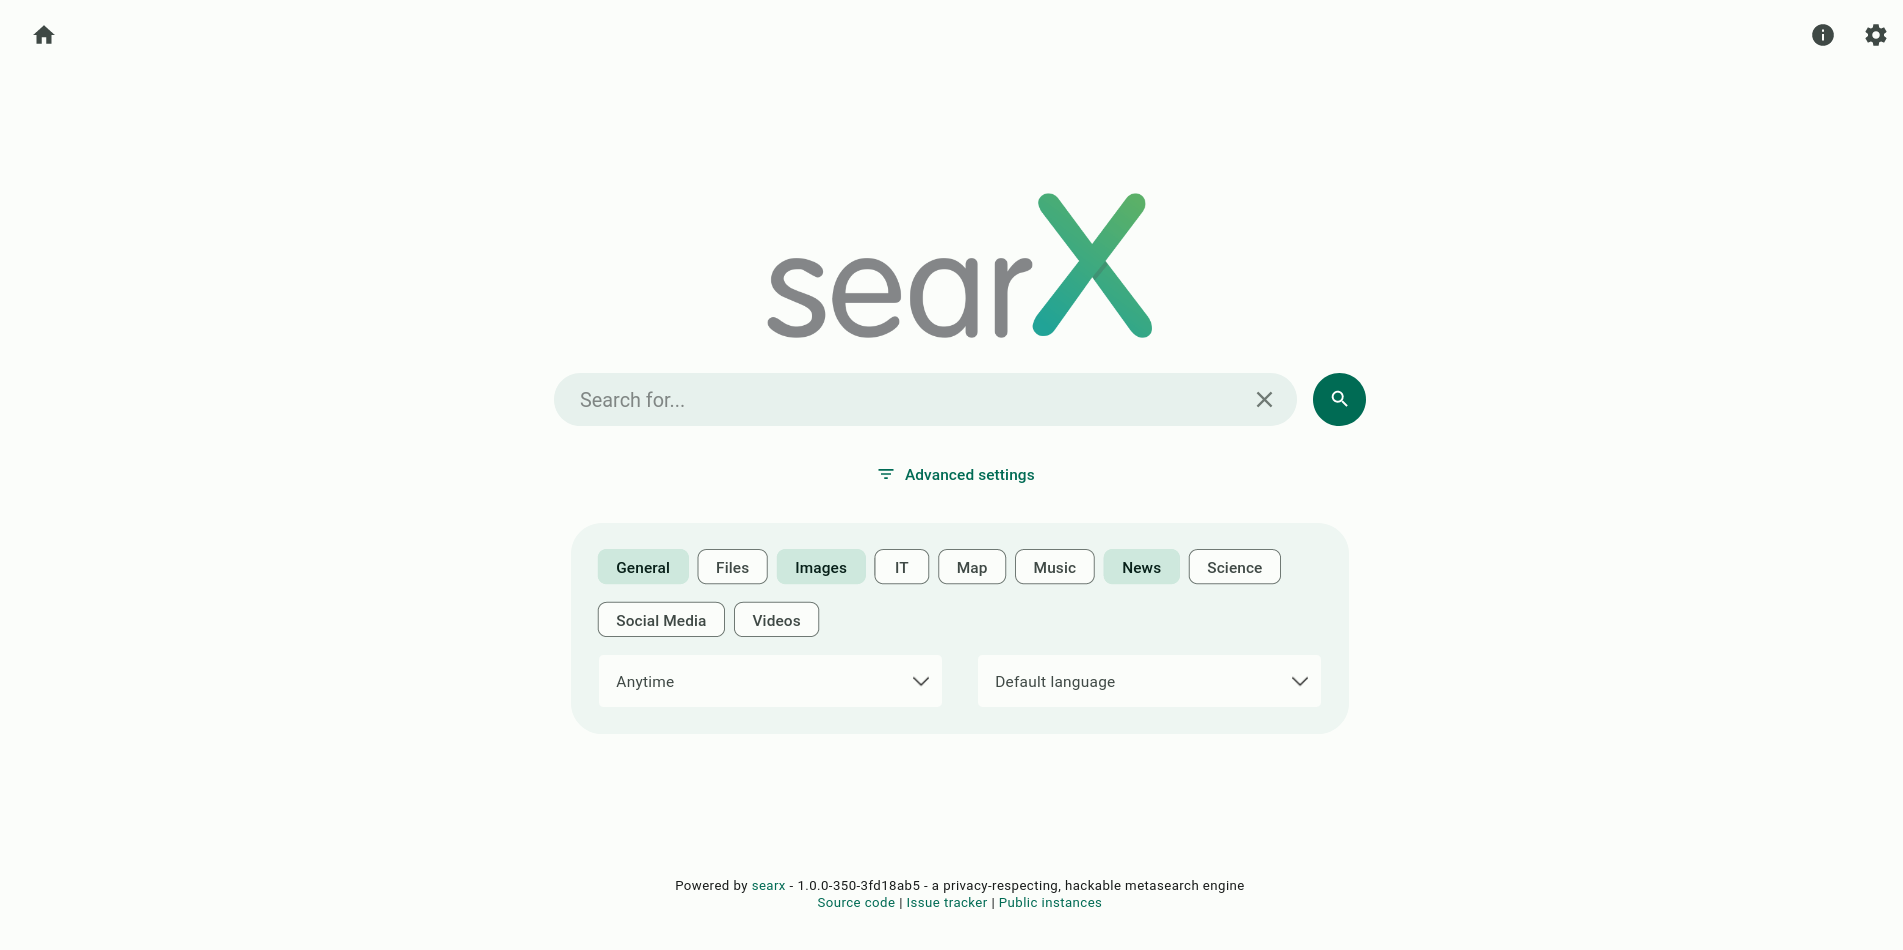 searX
Search for...
Advanced settings
General Files Images IT Map Music News Science
Social Media Videos
Anytime Default language
Powered by searx - 1.0.0-350-3fd18ab5 - a privacy-respecting, hackable metasearch engine
Source code | Issue tracker | Public instances